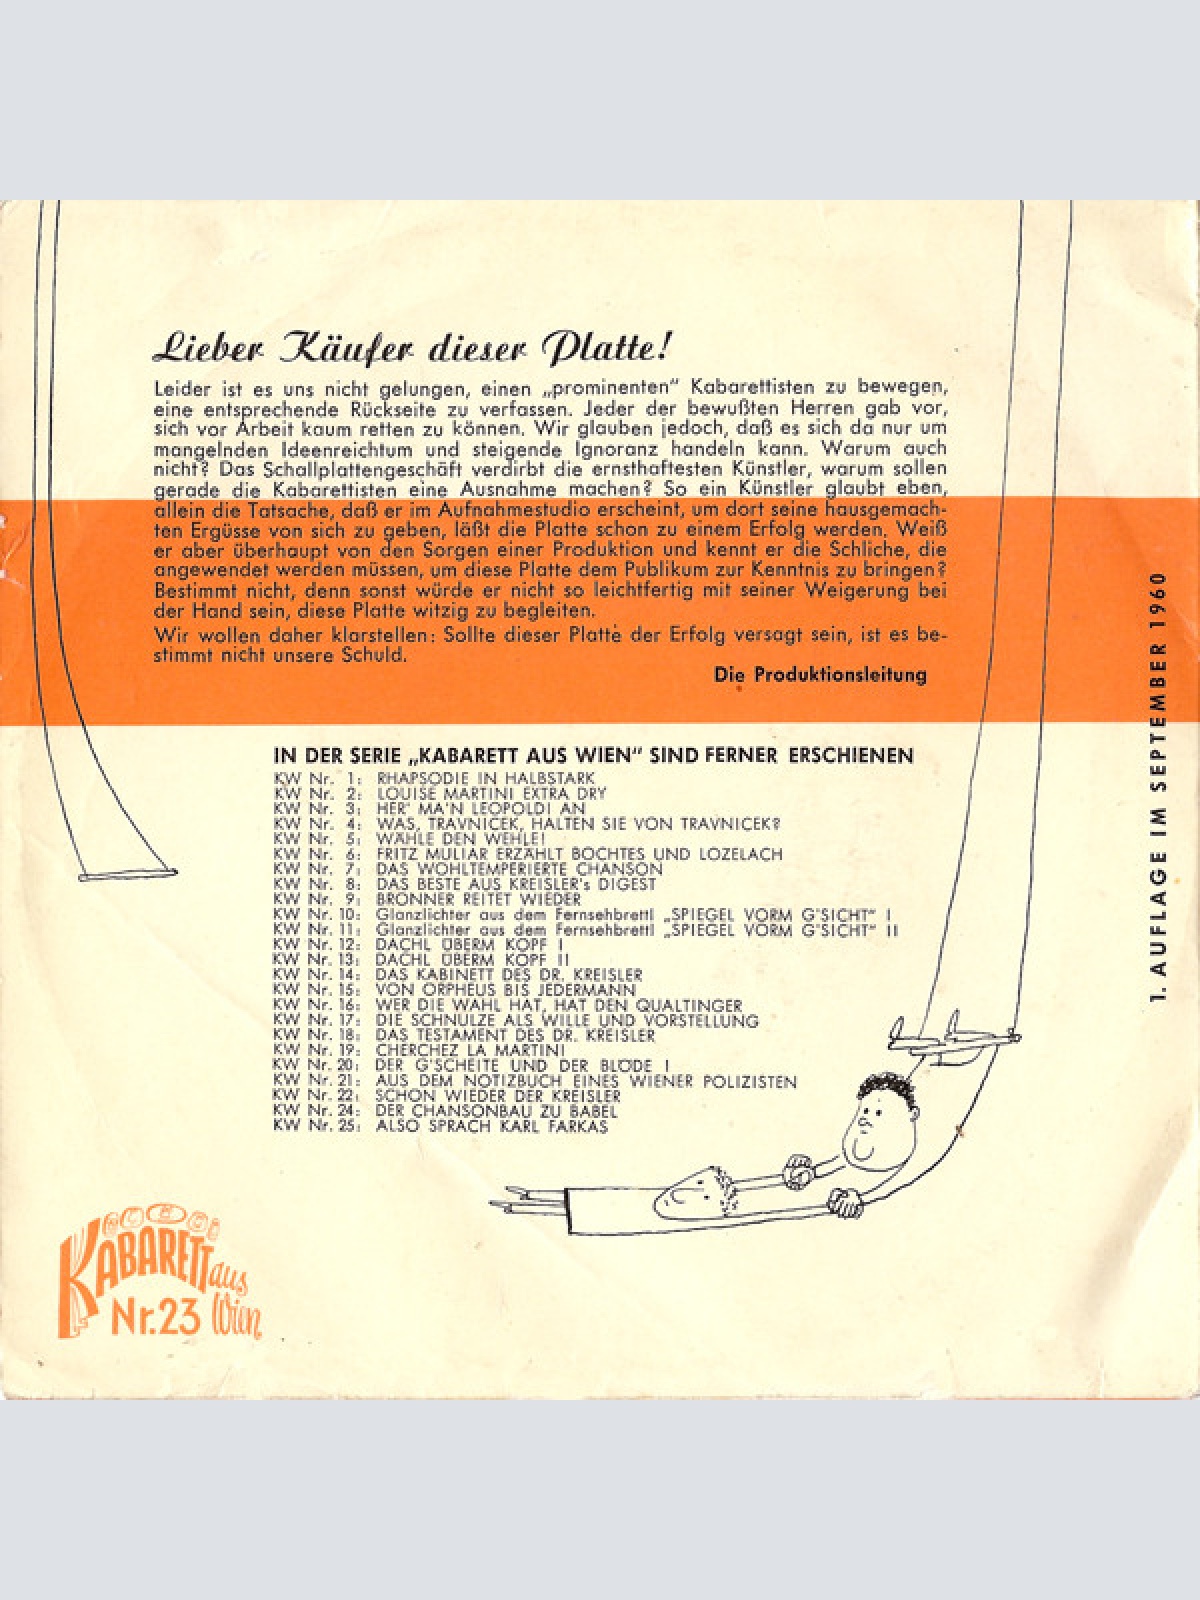 Lieber Käufer dieser Platte!
Leider ist es uns nicht gelungen, einen „prominenten“ Kabarettisten zu bewegen,
eine entsprechende Rückseite zu verfassen. Jeder der bewußten Herren gab vor,
sich vor Arbeit kaum retten zu können. Wir glauben jedoch, daß es sich da nur um
mangelnden Ideenreichtum und steigende Ignoranz handeln kann. Warum auch
nicht? Das Schallplattengeschäft verdirbt die ernsthaftesten Künstler, warum sollen
gerade die Kabarettisten eine Ausnahme machen? So ein Künstler glaubt eben,
allein die Tatsache, daß er im Aufnahmestudio erscheint, um dort seine hausgemach-
ten Ergüsse von sich zu geben, läßt die Platte schon zu einem Erfolg werden. Weiß
er aber überhaupt von den Sorgen einer Produktion und kennt er die Schliche, die
angewendet werden müssen, um diese Platte dem Publikum zur Kenntnis zu bringen?
Bestimmt nicht, denn sonst würde er nicht so leichtfertig mit seiner Weigerung bei
der Hand sein, diese Platte witzig zu begleiten.
Wir wollen daher klarstellen: Sollte dieser Platte der Erfolg versagt sein, ist es be-
stimmt nicht unsere Schuld.
Die Produktionsleitung
IN DER SERIE „KABARETT AUS WIEN“ SIND FERNER ERSCHIENEN
KW Nr. 1: RHAPSODIE IN HALBSTARK
KW Nr. 2: LOUISE MARTINI EXTRA DRY
KW Nr. 3: HER' MA'N LEOPOLDI AN
KW Nr. 4: WAS, TRAVNICEK, HALTEN SIE VON TRAVNICEK?
KW Nr. 5: WÄHLE DEN WEHLE!
KW Nr. 6: FRITZ MULIAR ERZÄHLT BOCHTES UND LOZELACH
KW Nr. 7: DAS WOHLTEMPERIERTE CHANSON
KW Nr. 8: DAS BESTE AUS KREISLER's DIGEST
KW Nr. 9: BRONNER REITET WIEDER
KW Nr. 10: Glanzlichter aus dem Fernsehbrettl „SPIEGEL VORM G'SICHT“ I
KW Nr. 11: Glanzlichter aus dem Fernsehbrettl „SPIEGEL VORM G'SICHT“ II
KW Nr. 12: DACHL ÜBERM KOPF I
KW Nr. 13: DACHL ÜBERM KOPF II
KW Nr. 14: DAS KABINETT DES DR. KREISLER
KW Nr. 15: VON ORPHEUS BIS JEDERMANN
KW Nr. 16: WER DIE WAHL HAT, HAT DEN QUALTINGER
KW Nr. 17: DIE SCHNULZE ALS WILLE UND VORSTELLUNG
KW Nr. 18: DAS TESTAMENT DES DR. KREISLER
KW Nr. 19: CHERCHEZ LA MARTINI
KW Nr. 20: DER G'SCHEITE UND DER BLÖDE I
KW Nr. 21: AUS DEM NOTIZBUCH EINES WIENER POLIZISTEN
KW Nr. 22: SCHON WIEDER DER KREISLER
KW Nr. 24: DER CHANSONBAU ZU BABEL
KW Nr. 25: ALSO SPRACH KARL FARKAS
1. AUFLAGE IM SEPTEMBER 1960
KABARETT aus
Nr. 23 Wien